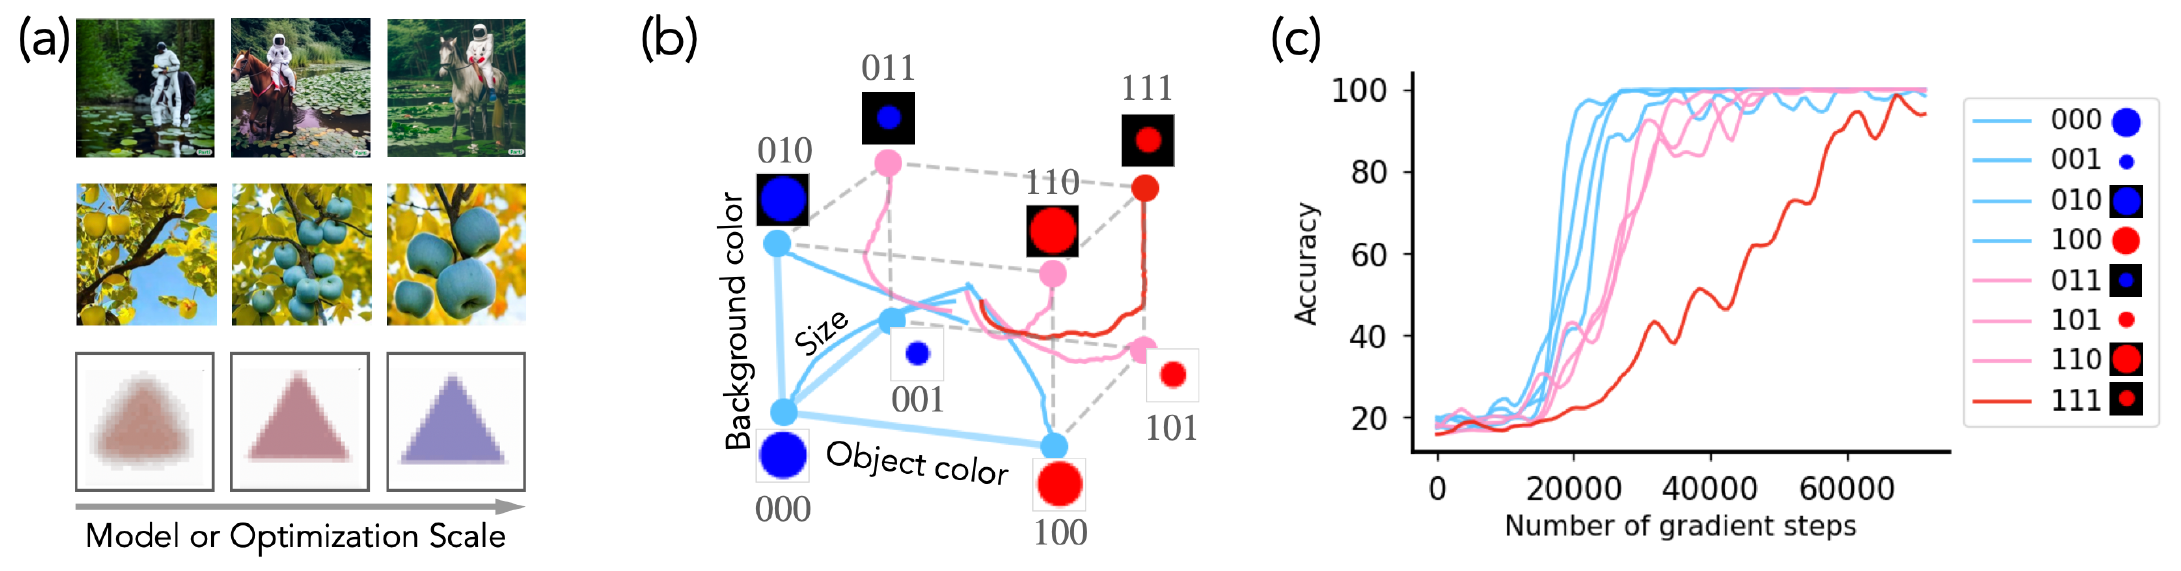 (a)
Model or Optimization Scale
(b)
011
111
010
110
Background color
Size
001
101
Object color
000
100
(c)
100
80
60
40
20
Accuracy
0
20000
40000
60000
Number of gradient steps
000
001
010
100
011
101
110
111